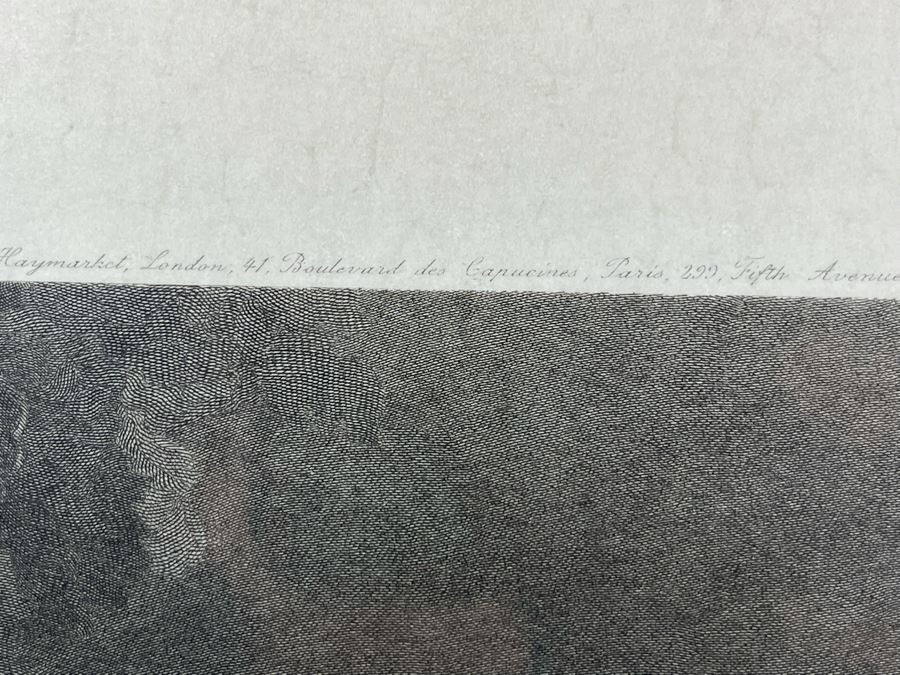 Haymarket, London, 41, Boulevard des Capucines, Paris, 299, Fifth Avenue